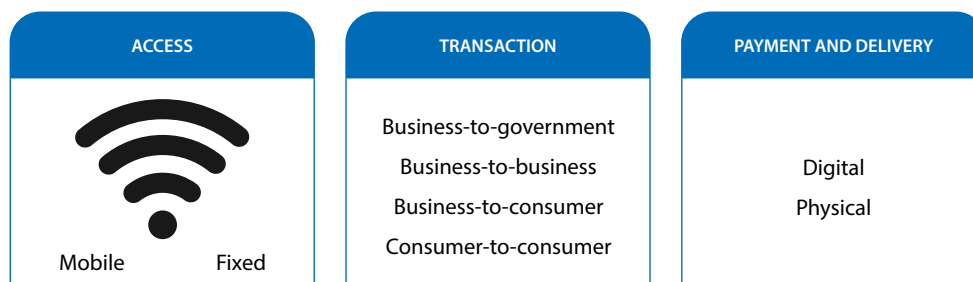 ACCESS
Mobile Fixed
TRANSACTION
Business-to-government
Business-to-business
Business-to-consumer
Consumer-to-consumer
PAYMENT AND DELIVERY
Digital
Physical